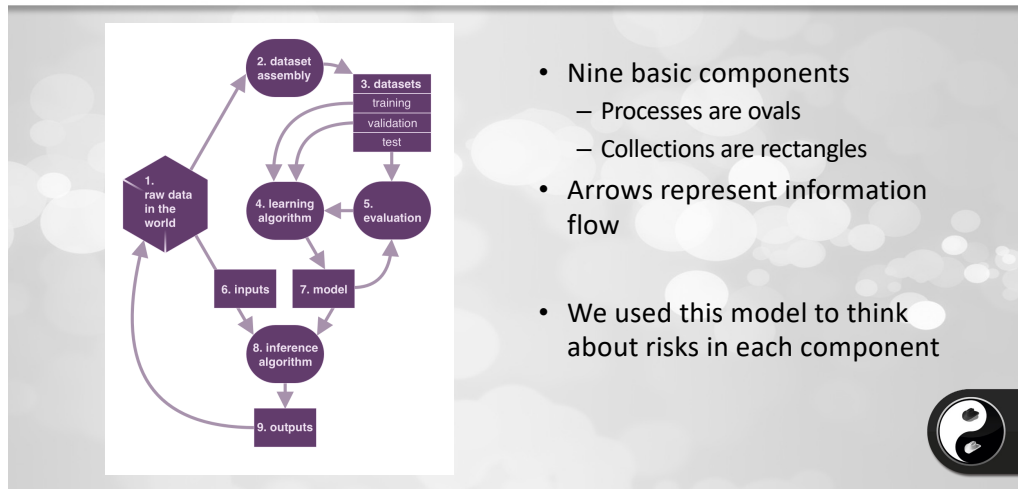 2. dataset
assembly
3. datasets
training
validation
test
1.
raw data
in the
world
4. learning
algorithm
5.
evaluation
6. inputs
7. model
8. inference
algorithm
9. outputs
• Nine basic components
– Processes are ovals
– Collections are rectangles
• Arrows represent information
flow
• We used this model to think
about risks in each component